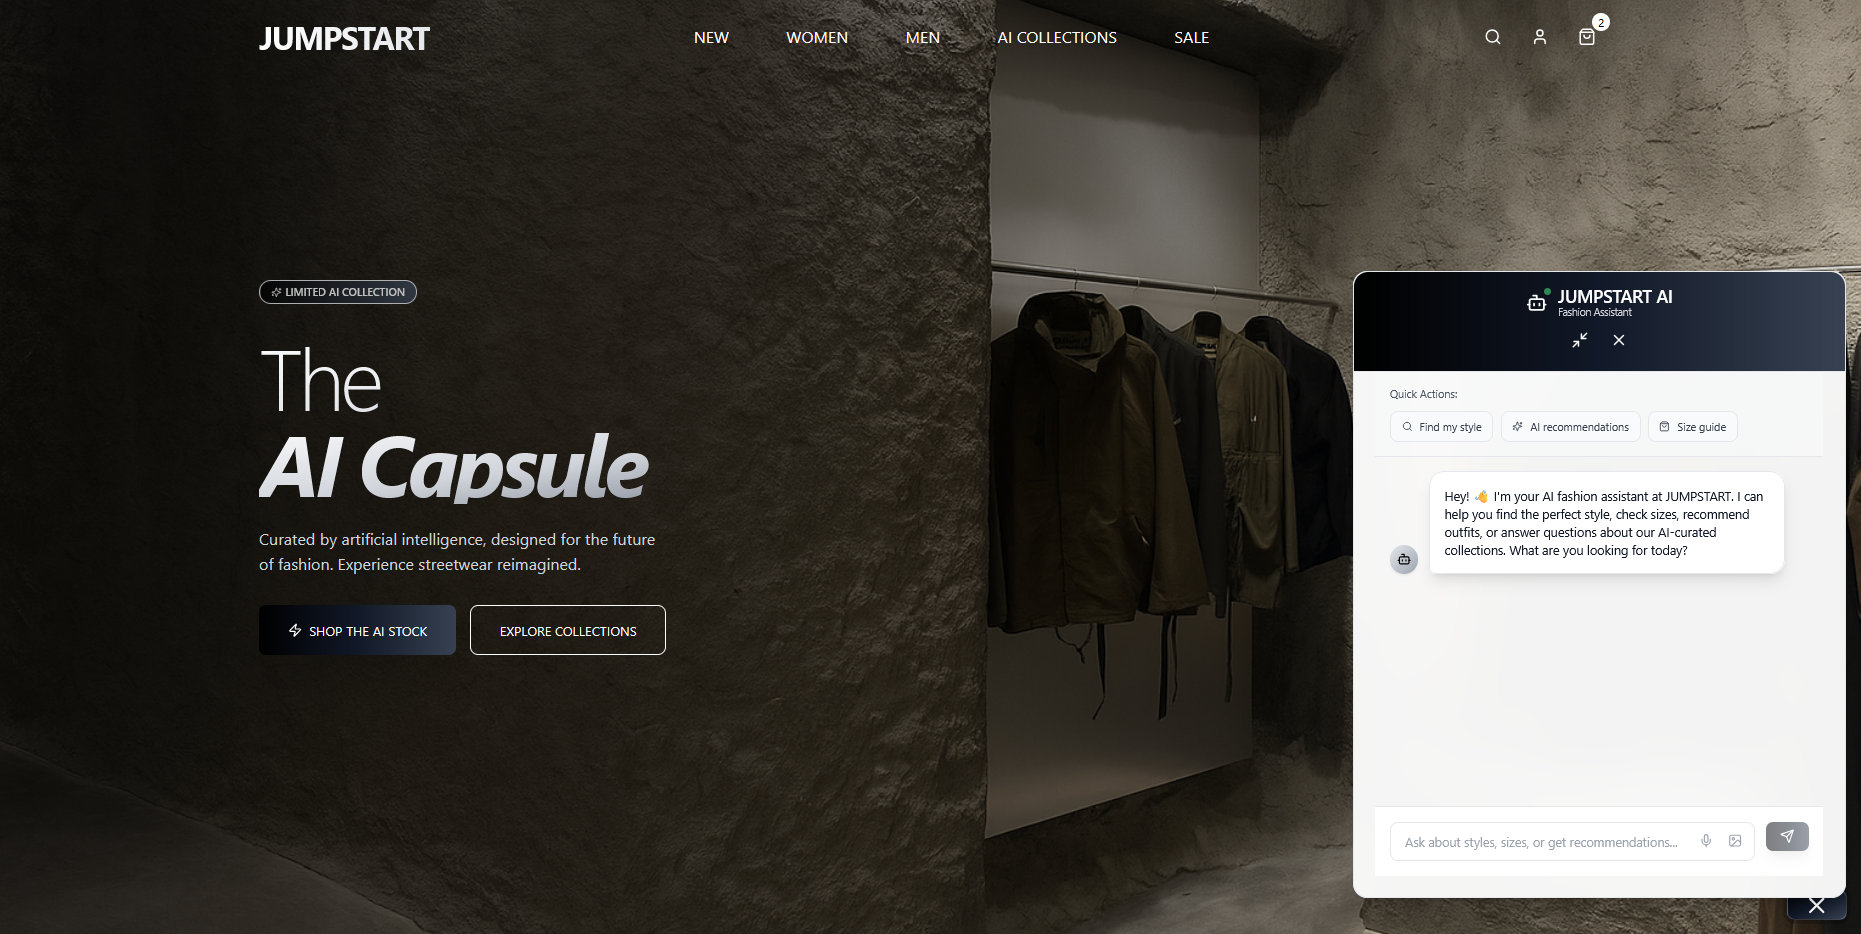 JUMPSTART
NEW
WOMEN
MEN
AI COLLECTIONS
SALE
2
LIMITED AI COLLECTION
The
AI Capsule
Curated by artificial intelligence, designed for the future
of fashion. Experience streetwear reimagined.
SHOP THE AI STOCK
EXPLORE COLLECTIONS
JUMPSTART AI
Fashion Assistant
Quick Actions:
Find my style
AI recommendations
Size guide
Hey! 👋 I'm your AI fashion assistant at JUMPSTART. I can
help you find the perfect style, check sizes, recommend
outfits, or answer questions about our AI-curated
collections. What are you looking for today?
Ask about styles, sizes, or get recommendations...